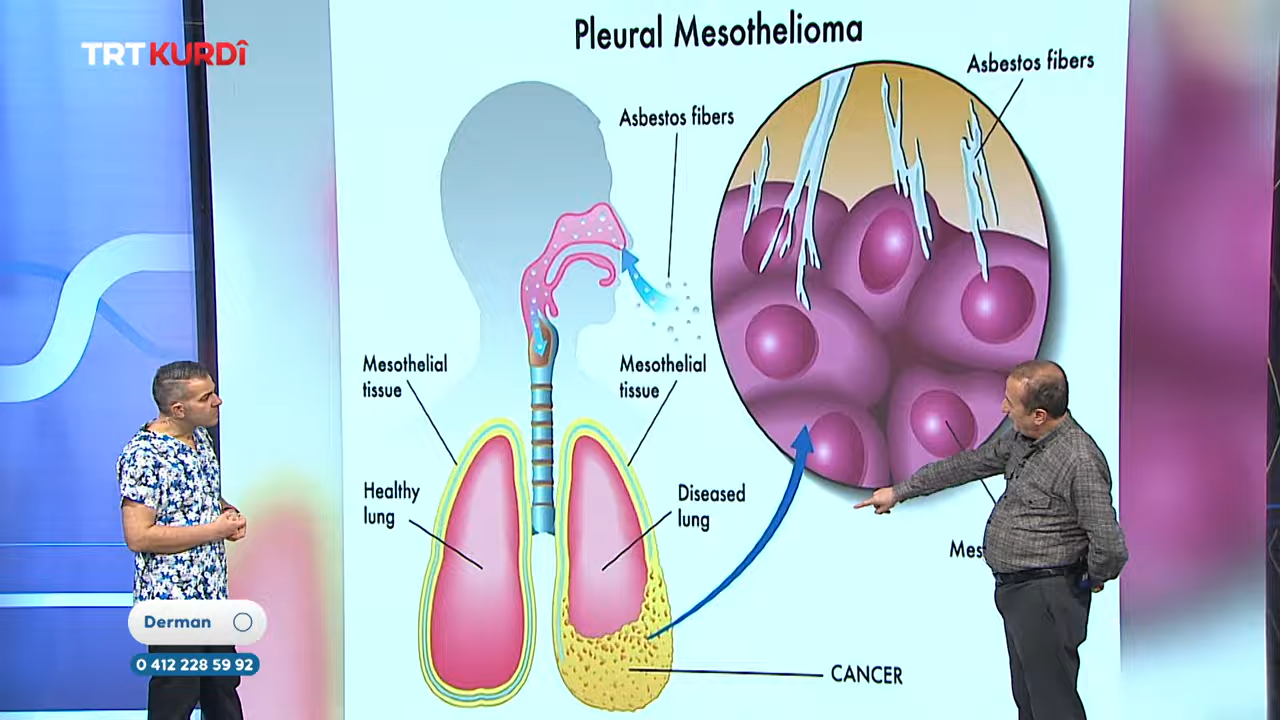 TRT KURDÎ
Pleural Mesothelioma
Asbestos fibers
Asbestos fibers
Mesothelial
tissue
Mesothelial
tissue
Healthy
lung
Diseased
lung
Mes
CANCER
Derman
0 412 228 59 92